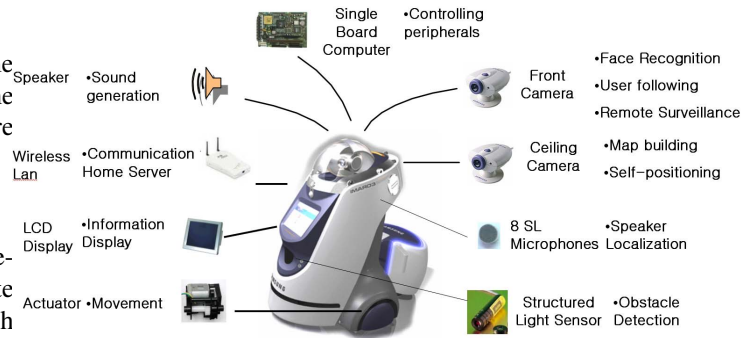 Single Board Computer
•Controlling peripherals
Speaker
•Sound generation
Front Camera
•Face Recognition
•User following
•Remote Surveillance
Wireless Lan
•Communication Home Server
Ceiling Camera
•Map building
•Self-positioning
LCD Display
•Information Display
8 SL Microphones
•Speaker Localization
Actuator
•Movement
Structured Light Sensor
•Obstacle Detection